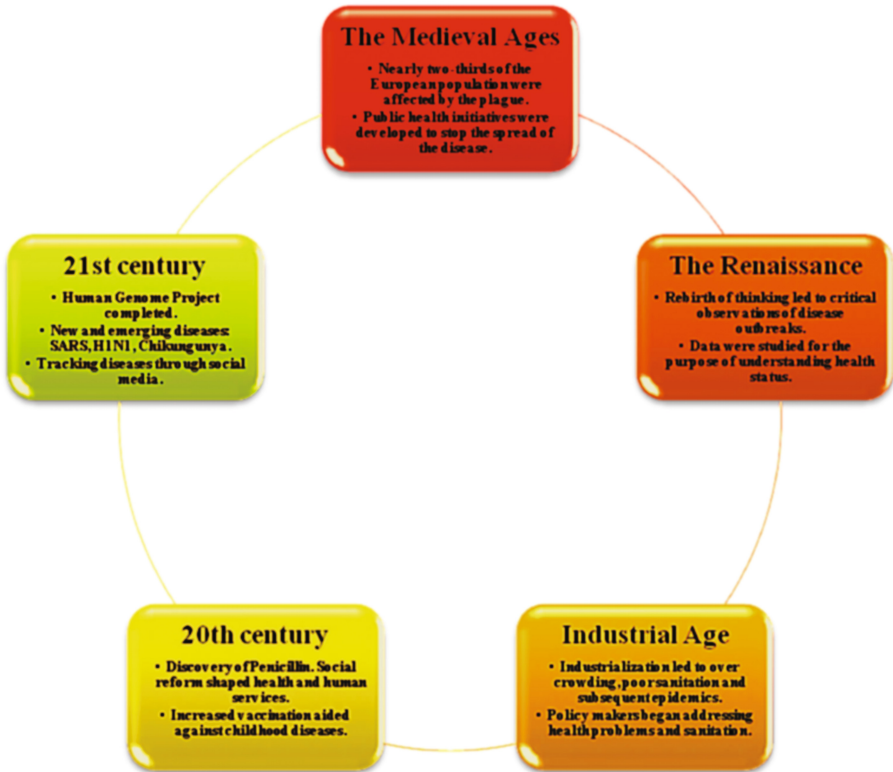 The Medieval Ages
• Nearly two-thirds of the
European population were
affected by the plague.
• Public health initiatives were
developed to stop the spread of
the disease.
The Renaissance
• Rebirth of thinking led to critical
observations of disease
outbreaks.
• Data were studied for the
purpose of understanding health
status.
Industrial Age
• Industrialization led to over
crowding, poor sanitation and
subsequent epidemics.
• Policy makers began addressing
health problems and sanitation.
20th century
• Discovery of Penicillin. Social
reform shaped health and human
services.
• Increased vaccination aided
against childhood diseases.
21st century
• Human Genome Project
completed.
• New and emerging diseases:
SARS, H1N1, Chikungunya.
• Tracking diseases through social
media.